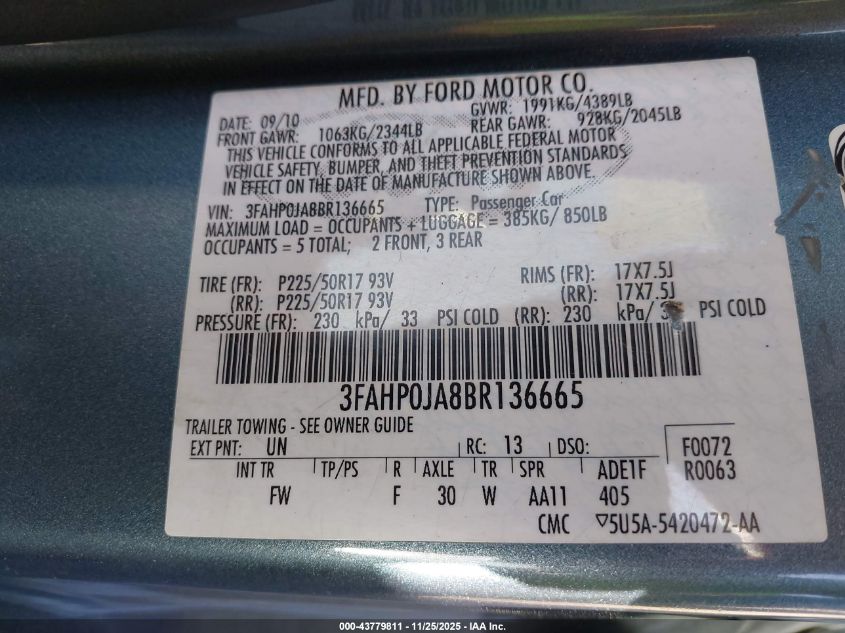 MFD. BY FORD MOTOR CO.
DATE: 09/10 GVWR: 1991KG/4389LB
FRONT GAWR: 1063KG/2344LB REAR GAWR: 928KG/2045LB
THIS VEHICLE CONFORMS TO ALL APPLICABLE FEDERAL MOTOR
VEHICLE SAFETY, BUMPER, AND THEFT PREVENTION STANDARDS
IN EFFECT ON THE DATE OF MANUFACTURE SHOWN ABOVE.
VIN: 3FAHP0JA8BR136665 TYPE: Passenger Car
MAXIMUM LOAD = OCCUPANTS + LUGGAGE = 385KG/ 850LB
OCCUPANTS = 5 TOTAL; 2 FRONT, 3 REAR
TIRE (FR): P225/50R17 93V RIMS (FR): 17X7.5J
(RR): P225/50R17 93V (RR): 17X7.5J
PRESSURE (FR): 230 kPa/ 33 PSI COLD (RR): 230 kPa/ PSI COLD
3FAHP0JA8BR136665
TRAILER TOWING - SEE OWNER GUIDE
EXT PNT: UN RC: 13 DSO: F0072
INT TR TP/PS R AXLE TR SPR ADE1F R0063
FW F 30 W AA11 405
CMC ▽5U5A-5420472-AA
000-43779811 - 11/25/2025 - IAA Inc.